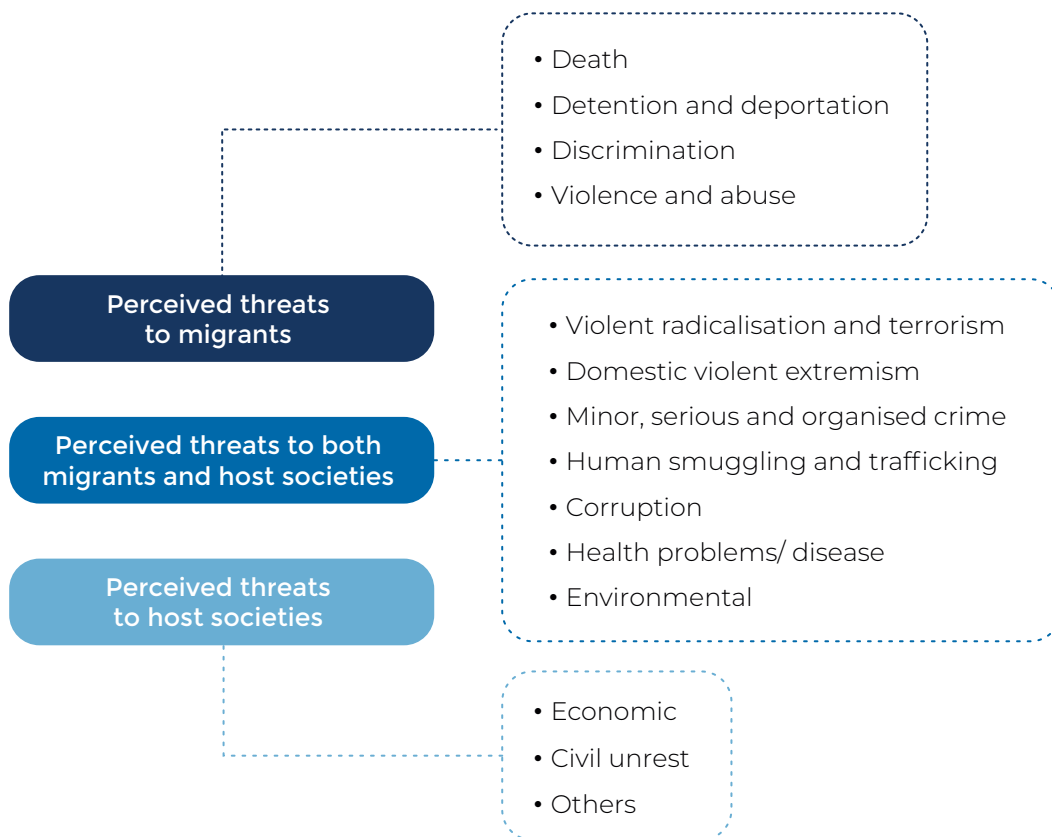 • Death
• Detention and deportation
• Discrimination
• Violence and abuse
Perceived threats
to migrants
• Violent radicalisation and terrorism
• Domestic violent extremism
• Minor, serious and organised crime
• Human smuggling and trafficking
• Corruption
• Health problems/ disease
• Environmental
Perceived threats to both
migrants and host societies
Perceived threats
to host societies
• Economic
• Civil unrest
• Others